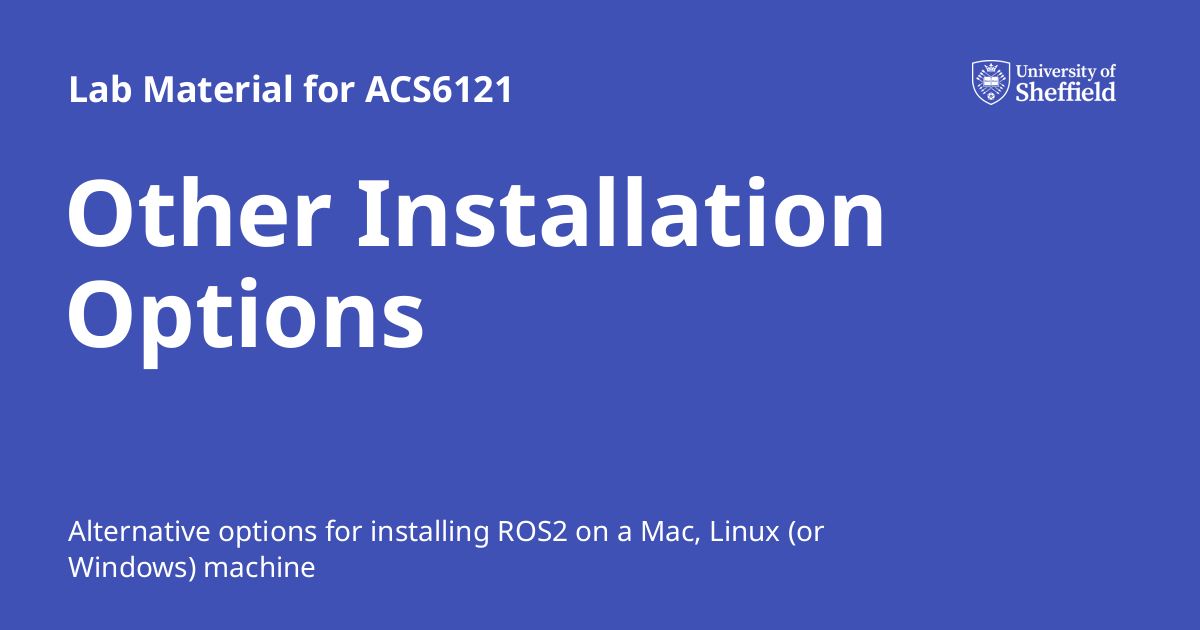 Lab Material for ACS6121
University of
Sheffield
Other Installation
Options
Alternative options for installing ROS2 on a Mac, Linux (or
Windows) machine